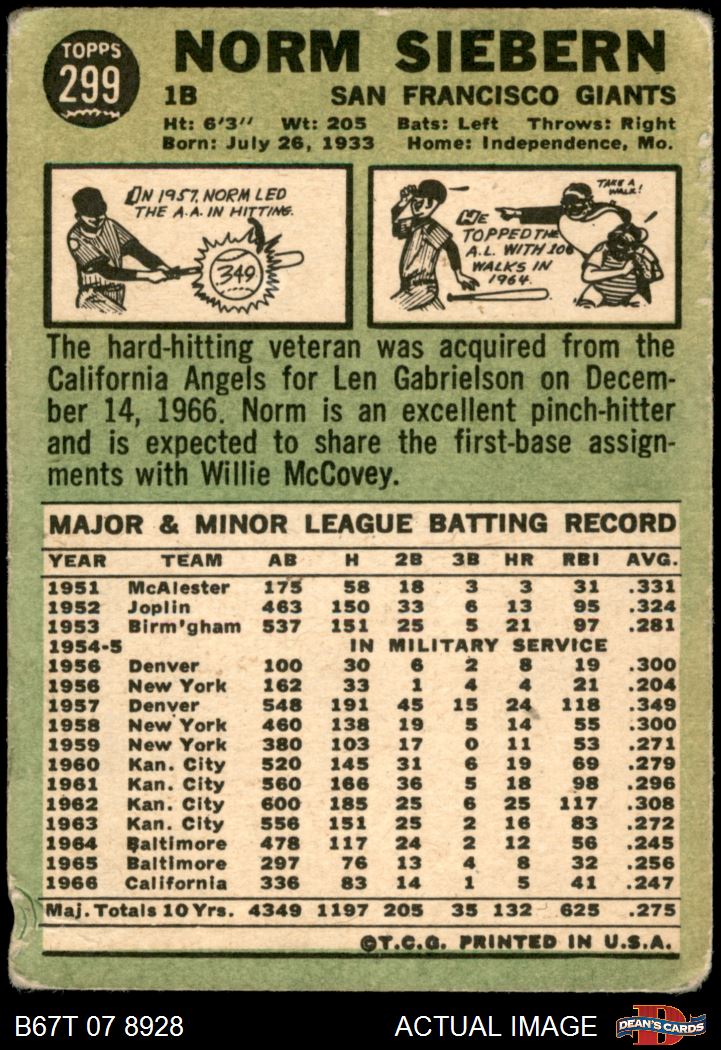 TOPPS
299
NORM SIEBERN
1B SAN FRANCISCO GIANTS
Ht: 6'3" Wt: 205 Bats: Left Throws: Right
Born: July 26, 1933 Home: Independence, Mo.
IN 1957, NORM LED
THE A.A. IN HITTING.
349
HE
TOPPED THE
A.L. WITH 106
WALKS IN
1964.
TAKE A
WALK!
The hard-hitting veteran was acquired from the
California Angels for Len Gabrielson on Decem-
ber 14, 1966. Norm is an excellent pinch-hitter
and is expected to share the first-base assign-
ments with Willie McCovey.
MAJOR & MINOR LEAGUE BATTING RECORD
YEAR TEAM AB H 2B 3B HR RBI AVG.
1951 McAlester 175 58 18 3 3 31 .331
1952 Joplin 463 150 33 6 13 95 .324
1953 Birm'gham 537 151 25 5 21 97 .281
1954-5 IN MILITARY SERVICE
1956 Denver 100 30 6 2 8 19 .300
1956 New York 162 33 1 4 4 21 .204
1957 Denver 548 191 45 15 24 118 .349
1958 New York 460 138 19 5 14 55 .300
1959 New York 380 103 17 0 11 53 .271
1960 Kan. City 520 145 31 6 19 69 .279
1961 Kan. City 560 166 36 5 18 98 .296
1962 Kan. City 600 185 25 6 25 117 .308
1963 Kan. City 556 151 25 2 16 83 .272
1964 Baltimore 478 117 24 2 12 56 .245
1965 Baltimore 297 76 13 4 8 32 .256
1966 California 336 83 14 1 5 41 .247
Maj. Totals 10 Yrs. 4349 1197 205 35 132 625 .275
©T.C.G. PRINTED IN U.S.A.
B67T 07 8928 ACTUAL IMAGE
D
DEAN'S CARDS